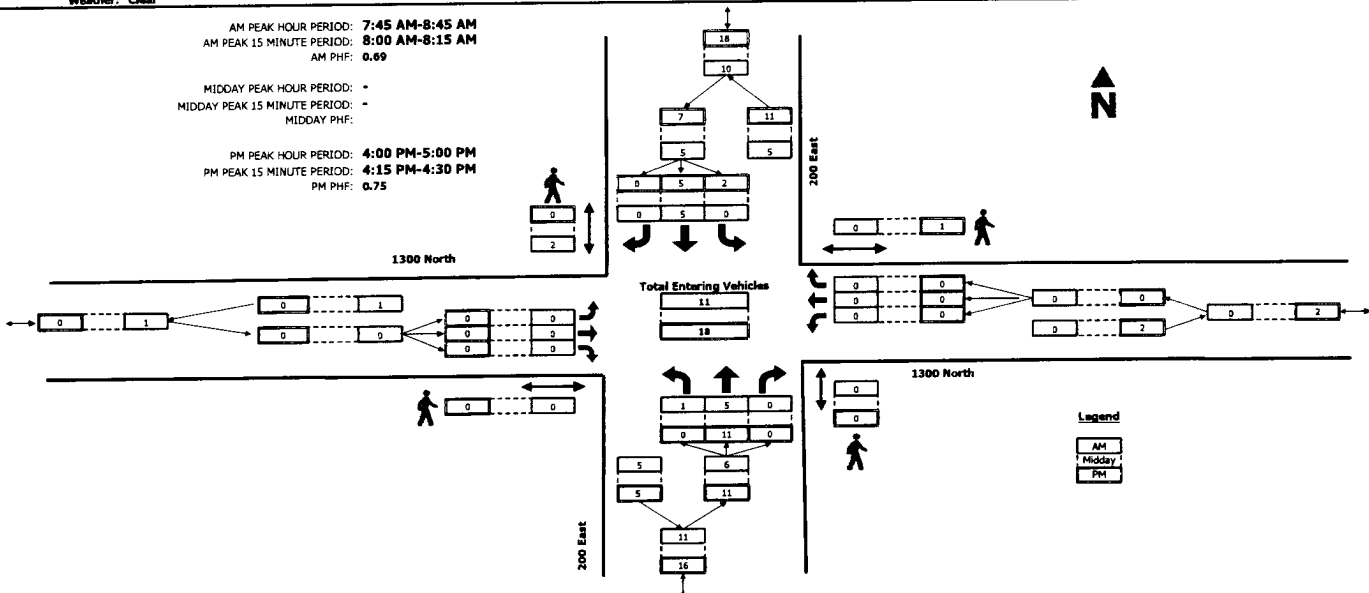 Weather: Clear
AM PEAK HOUR PERIOD: 7:45 AM-8:45 AM
AM PEAK 15 MINUTE PERIOD: 8:00 AM-8:15 AM
AM PHF: 0.69
MIDDAY PEAK HOUR PERIOD: -
MIDDAY PEAK 15 MINUTE PERIOD: -
MIDDAY PHF:
PM PEAK HOUR PERIOD: 4:00 PM-5:00 PM
PM PEAK 15 MINUTE PERIOD: 4:15 PM-4:30 PM
PM PHF: 0.75
18
10
7 11
5 5
0 5 2
0 5 0
N
200 East
0
2
0 1
1300 North
Total Entering Vehicles
11
18
0 1
0 1
0 0
0 0
0 0
0 0
0 0
0 0
0 0
0 0
0 2
0 2
1300 North
0 0
0
0
1 5 0
0 11 0
5 6
5 11
11
16
200 East
Legend
AM
Midday
PM